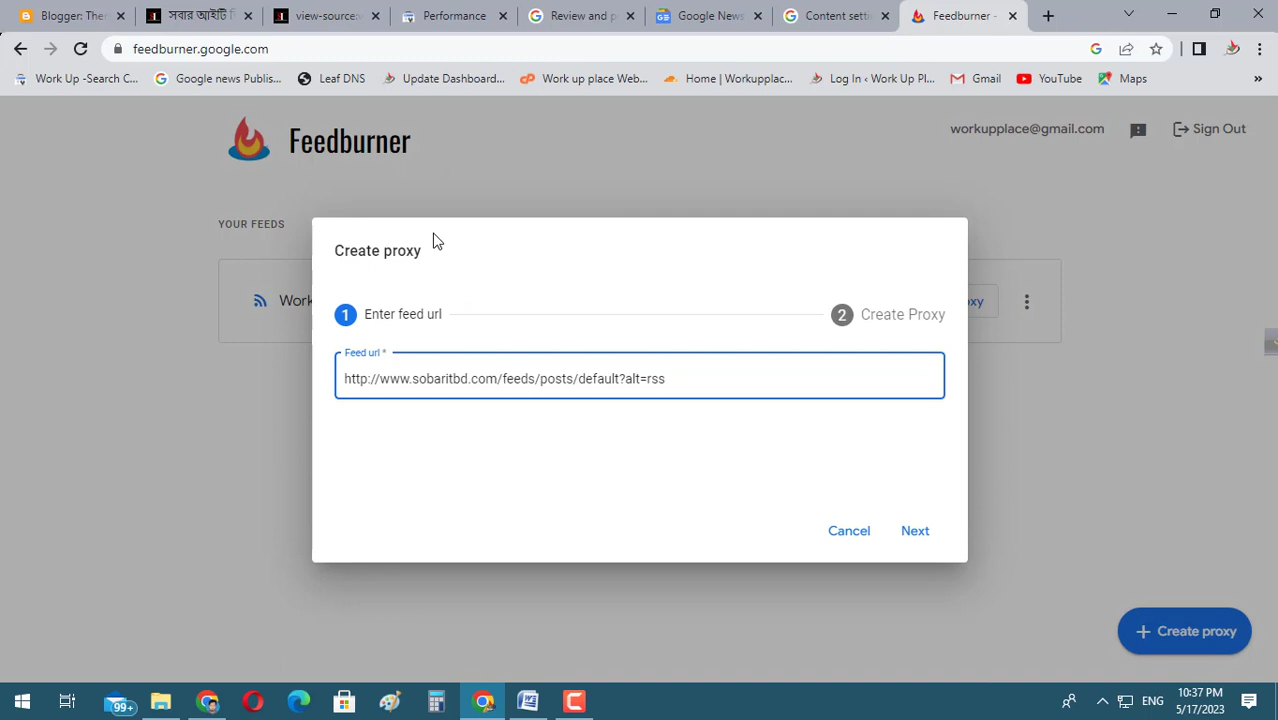 Blogger: Ther
সবার আইটি ি
view-source:
Performance
Review and p
Google News
Content setti
Feedburner -
feedburner.google.com
Work Up -Search C...
Google news Publis...
Leaf DNS
Update Dashboard...
Work up place Web...
Home | Workupplac...
Log In ‹ Work Up Pl...
Gmail
YouTube
Maps
»
Feedburner
workupplace@gmail.com
Sign Out
YOUR FEEDS
Work
oxy
Create proxy
1 Enter feed url
2 Create Proxy
Feed url *
http://www.sobaritbd.com/feeds/posts/default?alt=rss
Cancel
Next
+ Create proxy
99+
ENG
10:37 PM
5/17/2023